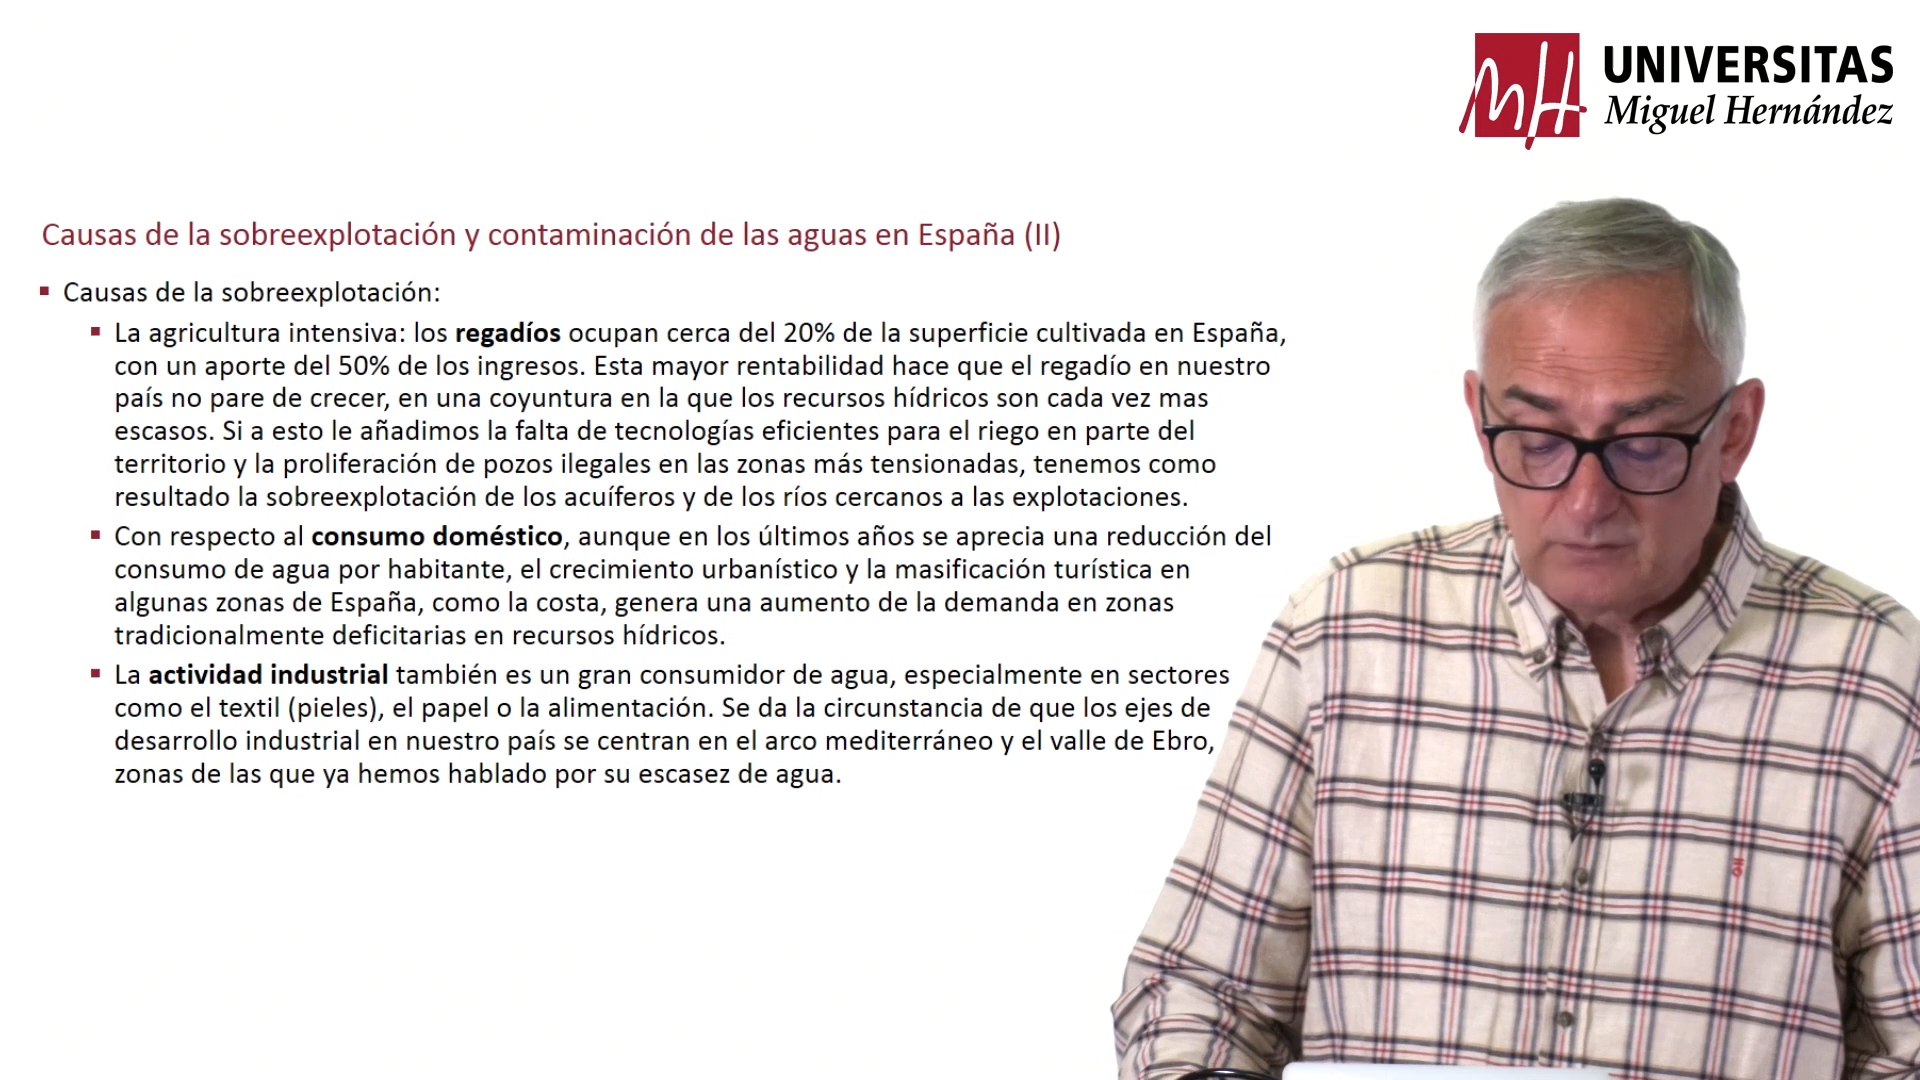 UNIVERSITAS
Miguel Hernández
Causas de la sobreexplotación y contaminación de las aguas en España (II)
▪ Causas de la sobreexplotación:
▪ La agricultura intensiva: los regadíos ocupan cerca del 20% de la superficie cultivada en España,
con un aporte del 50% de los ingresos. Esta mayor rentabilidad hace que el regadío en nuestro
país no pare de crecer, en una coyuntura en la que los recursos hídricos son cada vez mas
escasos. Si a esto le añadimos la falta de tecnologías eficientes para el riego en parte del
territorio y la proliferación de pozos ilegales en las zonas más tensionadas, tenemos como
resultado la sobreexplotación de los acuíferos y de los ríos cercanos a las explotaciones.
▪ Con respecto al consumo doméstico, aunque en los últimos años se aprecia una reducción del
consumo de agua por habitante, el crecimiento urbanístico y la masificación turística en
algunas zonas de España, como la costa, genera una aumento de la demanda en zonas
tradicionalmente deficitarias en recursos hídricos.
▪ La actividad industrial también es un gran consumidor de agua, especialmente en sectores
como el textil (pieles), el papel o la alimentación. Se da la circunstancia de que los ejes de
desarrollo industrial en nuestro país se centran en el arco mediterráneo y el valle de Ebro,
zonas de las que ya hemos hablado por su escasez de agua.